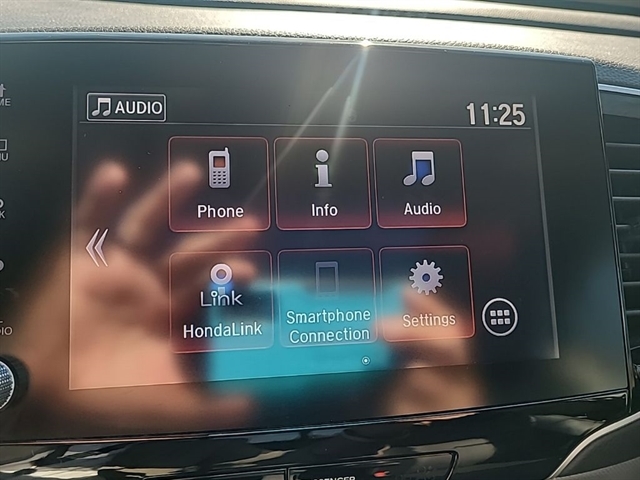 AUDIO
11:25
Phone
Info
Audio
Link
HondaLink
Smartphone
Connection
Settings